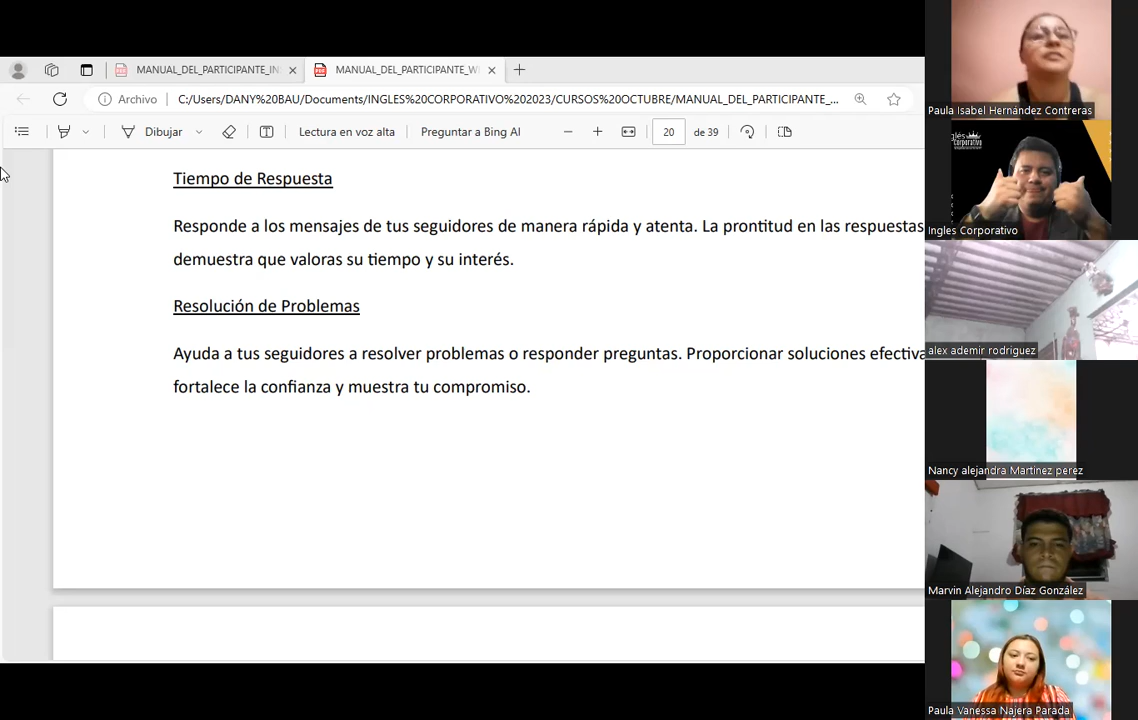 MANUAL_DEL_PARTICIPANTE_IN
MANUAL_DEL_PARTICIPANTE_WI
Archivo
C:/Users/DANY%20BAU/Documents/INGLES%20CORPORATIVO%202023/CURSOS%20OCTUBRE/MANUAL_DEL_PARTICIPANTE_...
Dibujar
Lectura en voz alta
Preguntar a Bing AI
20
de 39
Tiempo de Respuesta
Responde a los mensajes de tus seguidores de manera rápida y atenta. La prontitud en las respuestas
demuestra que valoras su tiempo y su interés.
Resolución de Problemas
Ayuda a tus seguidores a resolver problemas o responder preguntas. Proporcionar soluciones efectiva
fortalece la confianza y muestra tu compromiso.
Paula Isabel Hernández Contreras
Corporativo
Ingles Corporativo
alex ademir rodriguez
Nancy alejandra Martinez perez
Marvin Alejandro Díaz González
Paula Vanessa Najera Parada